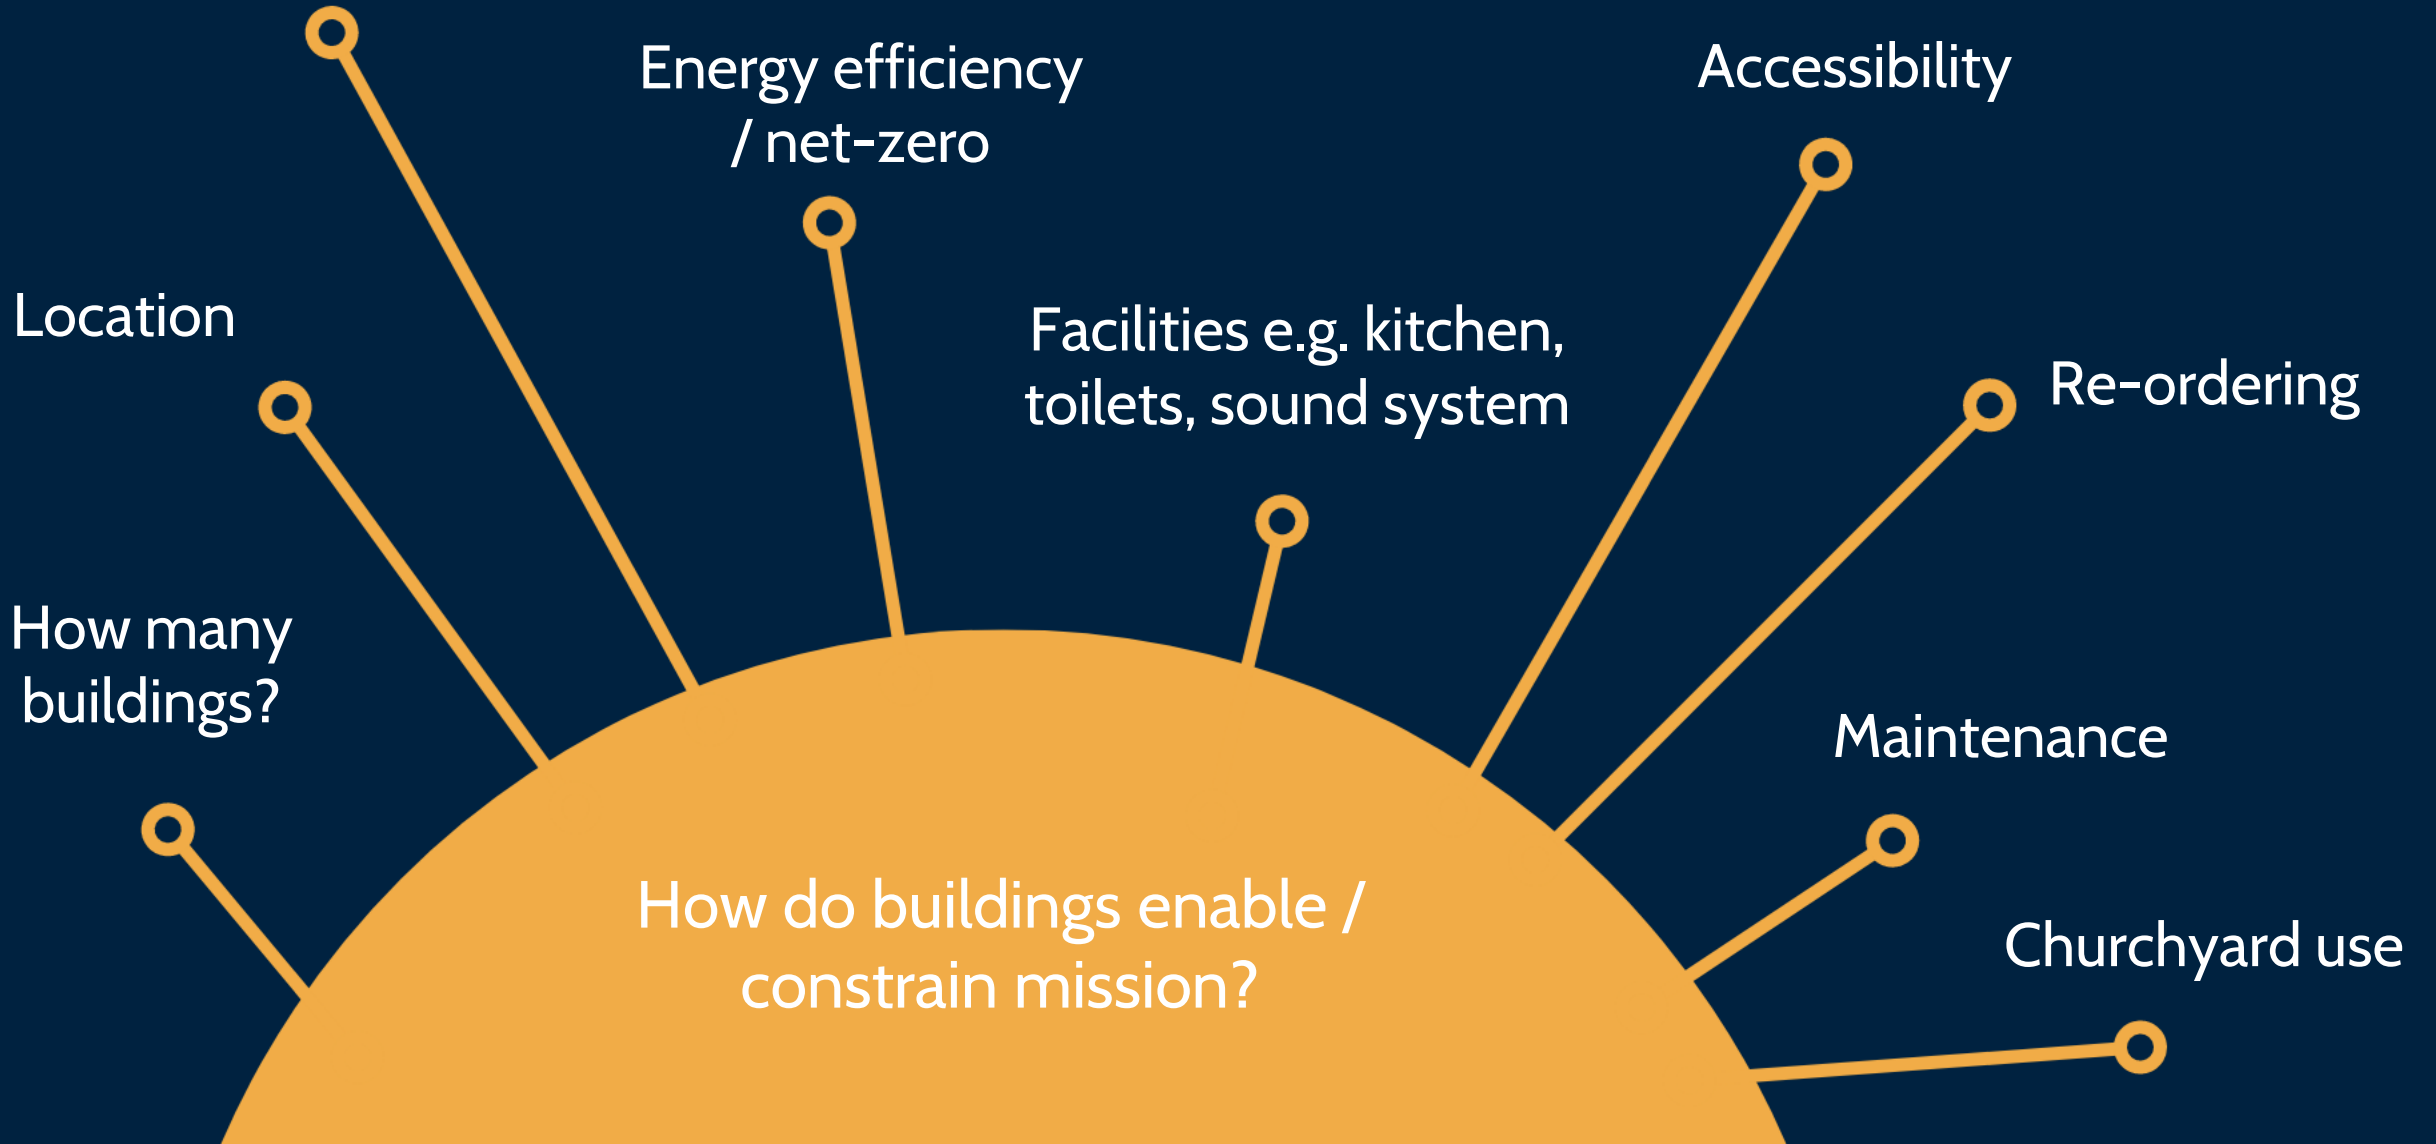 Energy efficiency
/ net-zero
Accessibility
Location
Facilities e.g. kitchen,
toilets, sound system
Re-ordering
How many
buildings?
Maintenance
How do buildings enable /
constrain mission?
Churchyard use